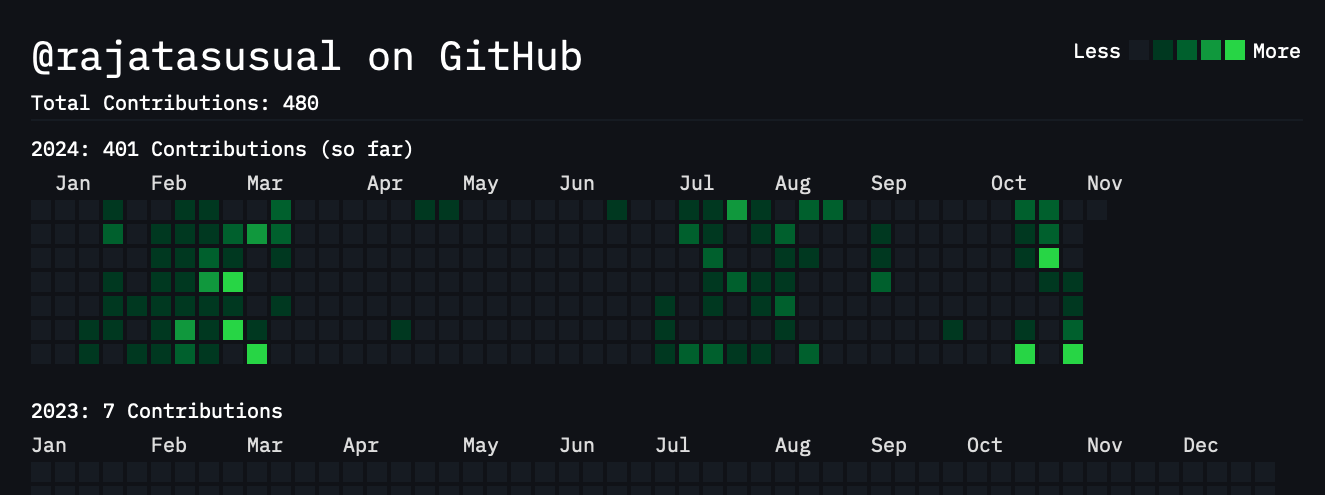 @rajatasusual on GitHub
Less More
Total Contributions: 480
2024: 401 Contributions (so far)
Jan Feb Mar Apr May Jun Jul Aug Sep Oct Nov
2023: 7 Contributions
Jan Feb Mar Apr May Jun Jul Aug Sep Oct Nov Dec